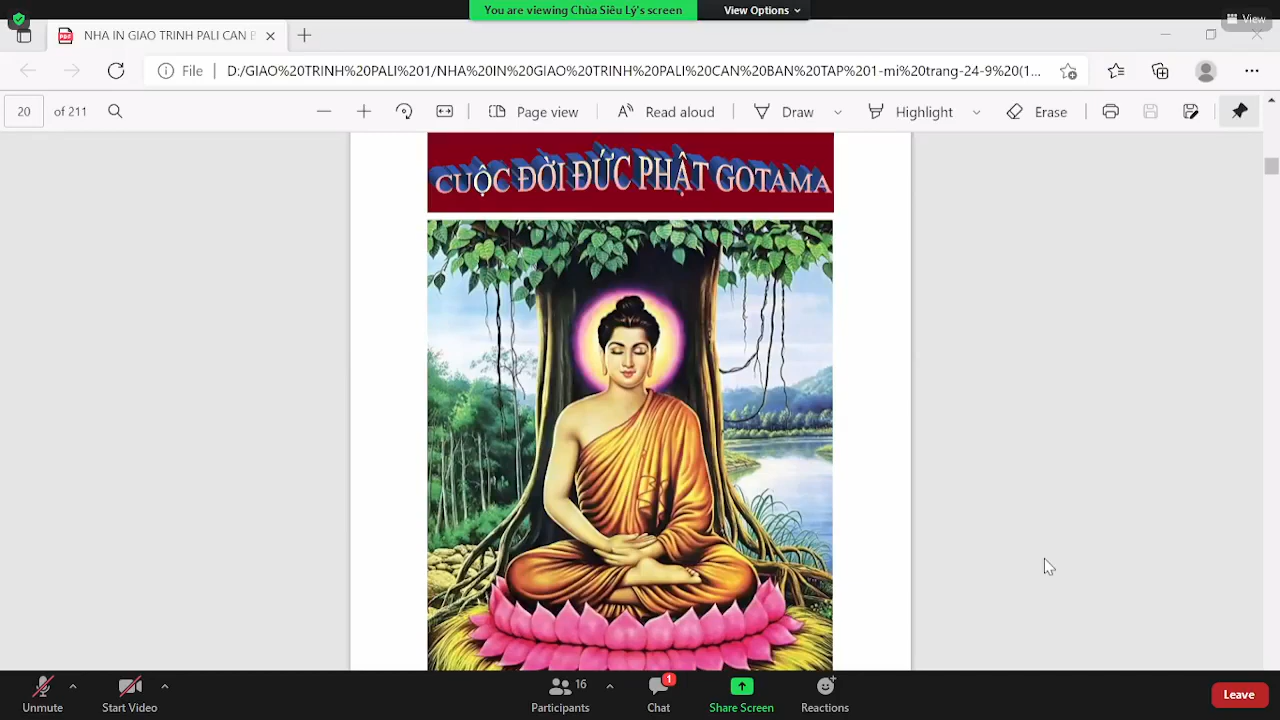 You are viewing Chùa Siêu Lý's screen
View Options
View
NHA IN GIAO TRINH PALI CAN B
File
D:/GIAO%20TRINH%20PALI%201/NHA%20IN%20GIAO%20TRINH%20PALI%20CAN%20BAN%20TAP%201-mi%20trang-24-9%20(1...
20
of 211
Page view
Read aloud
Draw
Highlight
Erase
CUỘC ĐỜI ĐỨC PHẬT GOTAMA
Unmute
Start Video
16
Participants
1
Chat
Share Screen
Reactions
Leave